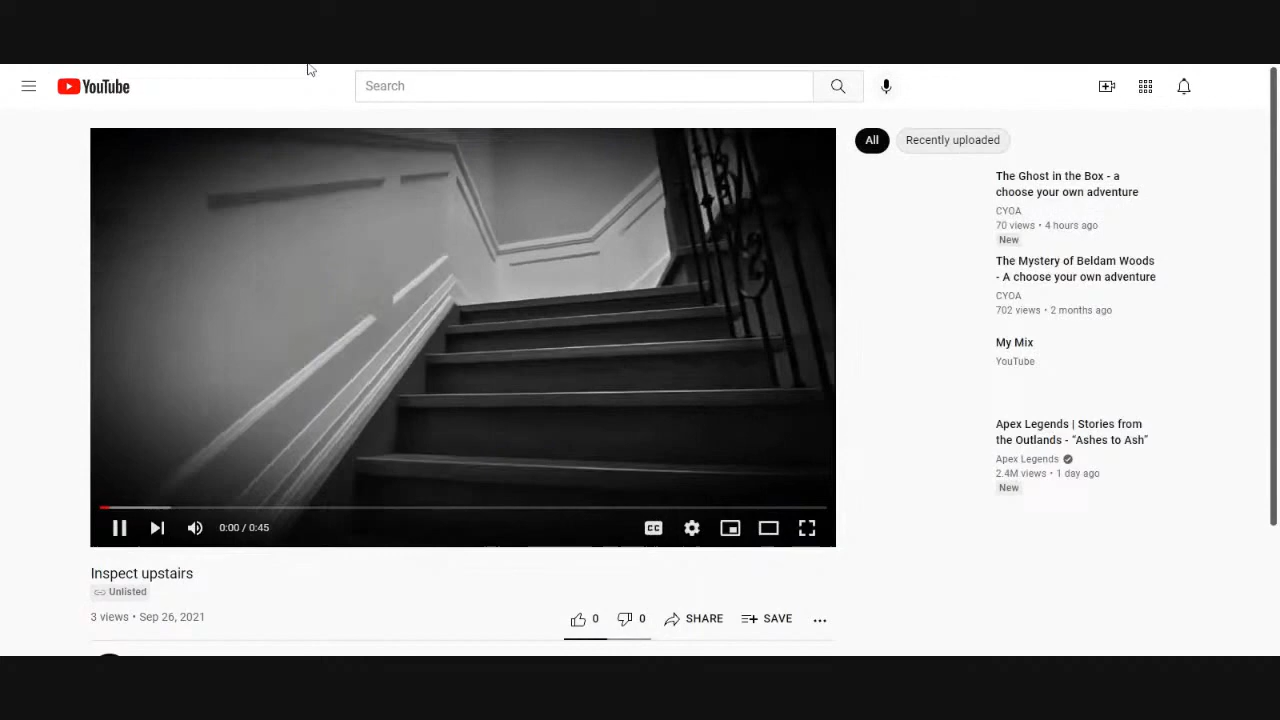 YouTube
Search
All
Recently uploaded
The Ghost in the Box - a
choose your own adventure
CYOA
70 views • 4 hours ago
New
The Mystery of Beldam Woods
- A choose your own adventure
CYOA
702 views • 2 months ago
My Mix
YouTube
Apex Legends | Stories from
the Outlands - “Ashes to Ash”
Apex Legends
2.4M views • 1 day ago
New
0:00 / 0:45
CC
Inspect upstairs
Unlisted
3 views • Sep 26, 2021
0
0
SHARE
SAVE